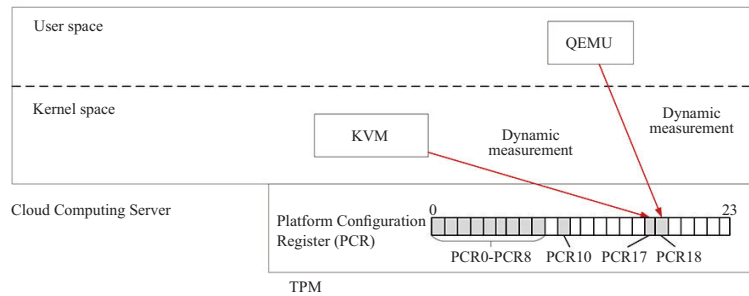 User space
QEMU
Kernel space
KVM
Dynamic
measurement
Dynamic
measurement
Cloud Computing Server
Platform Configuration
Register (PCR)
0
23
PCR0-PCR8
PCR10
PCR17
PCR18
TPM